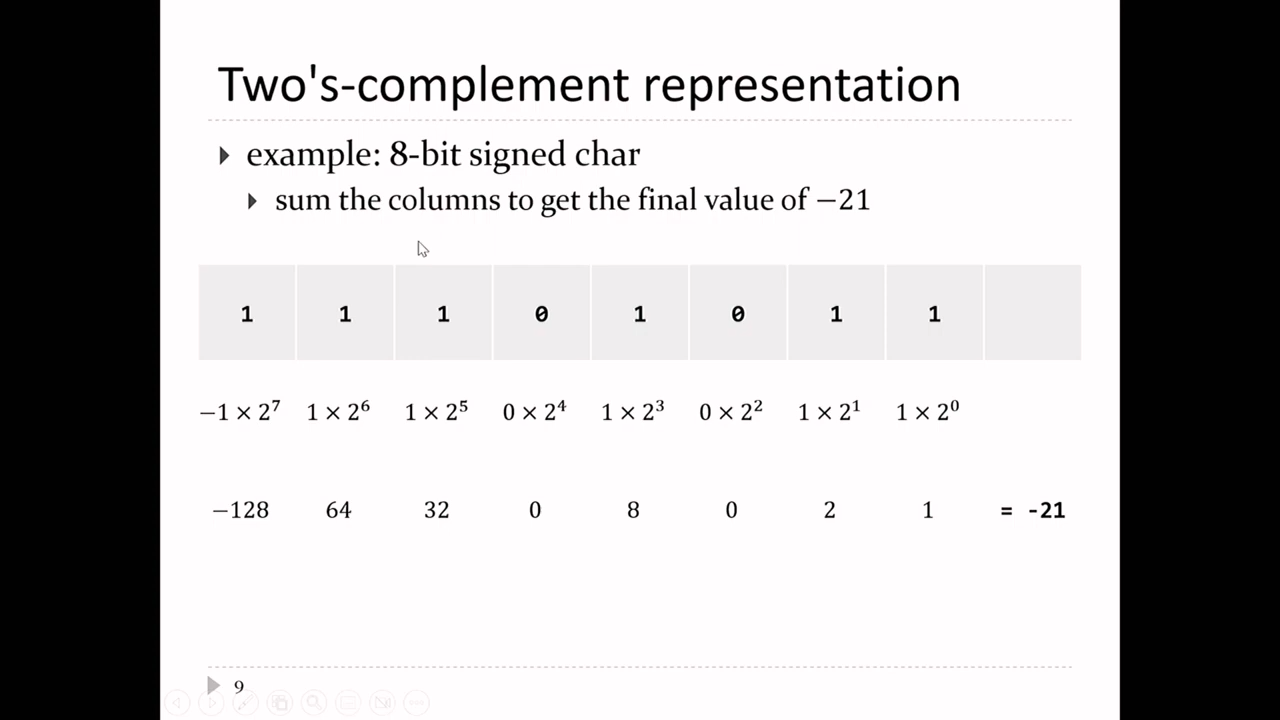 Two's-complement representation
example: 8-bit signed char
sum the columns to get the final value of −21
1 1 1 0 1 0 1 1
−1 × 2⁷ 1 × 2⁶ 1 × 2⁵ 0 × 2⁴ 1 × 2³ 0 × 2² 1 × 2¹ 1 × 2⁰
−128 64 32 0 8 0 2 1 = -21
9